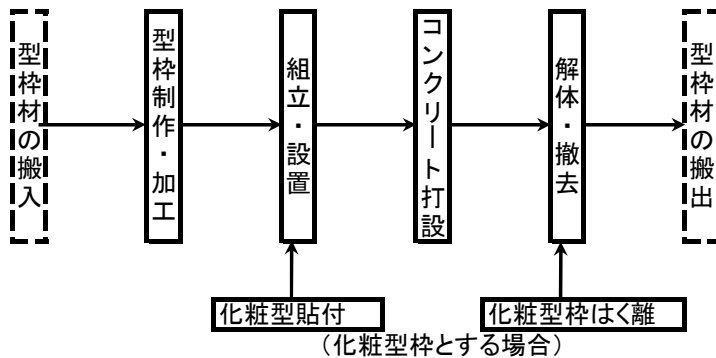 型枠材の搬入
型枠制作・加工
組立・設置
コンクリート打設
解体・撤去
型枠材の搬出
化粧型貼付
化粧型枠はく離
（化粧型枠とする場合）